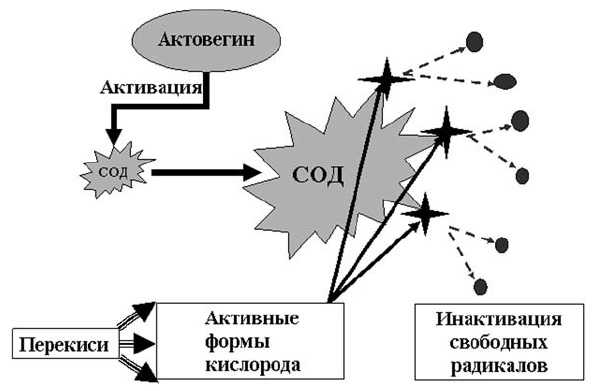 Актовегин
Активация
СОД
СОД
Перекиси
Активные
формы
кислорода
Инактивация
свободных
радикалов